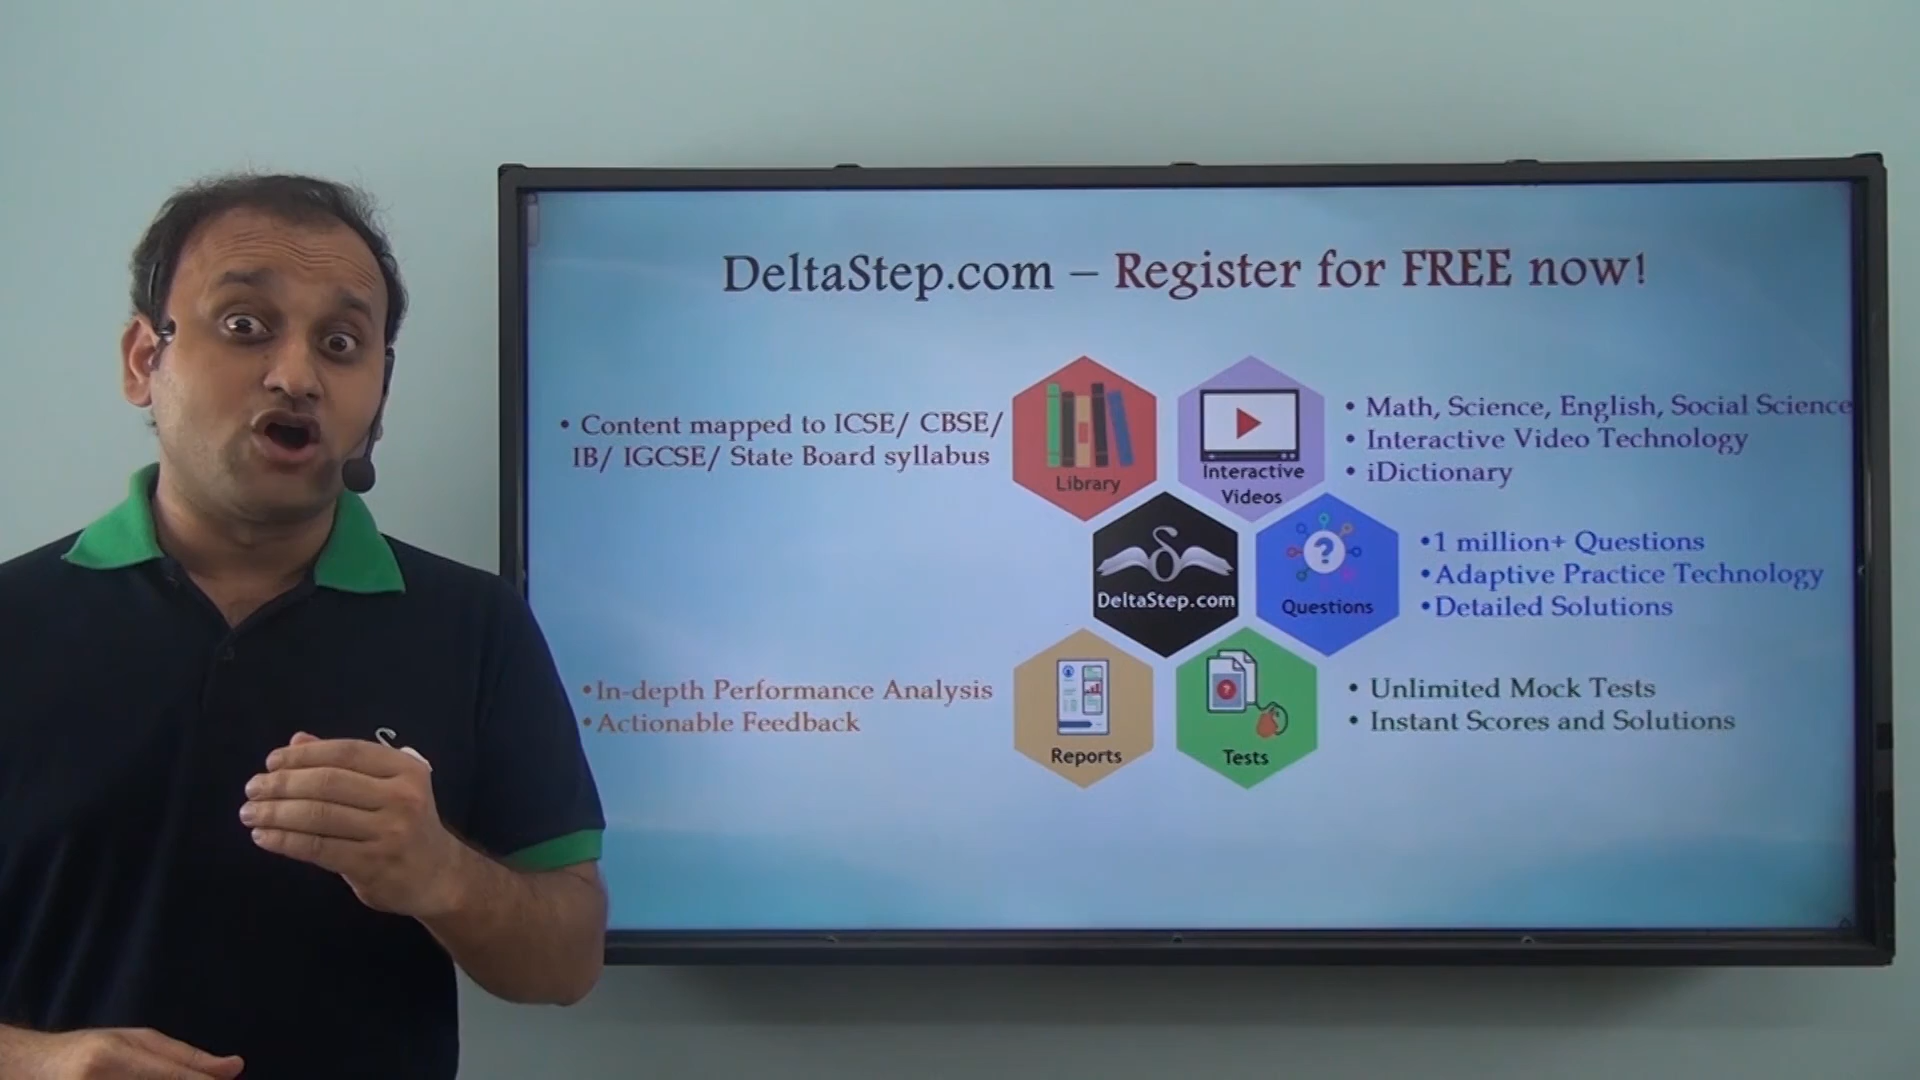 DeltaStep.com – Register for FREE now!
• Content mapped to ICSE/ CBSE/
IB/ IGCSE/ State Board syllabus
Library
Interactive
Videos
• Math, Science, English, Social Science
• Interactive Video Technology
• iDictionary
DeltaStep.com
Questions
•1 million+ Questions
•Adaptive Practice Technology
•Detailed Solutions
•In-depth Performance Analysis
•Actionable Feedback
Reports
Tests
• Unlimited Mock Tests
• Instant Scores and Solutions